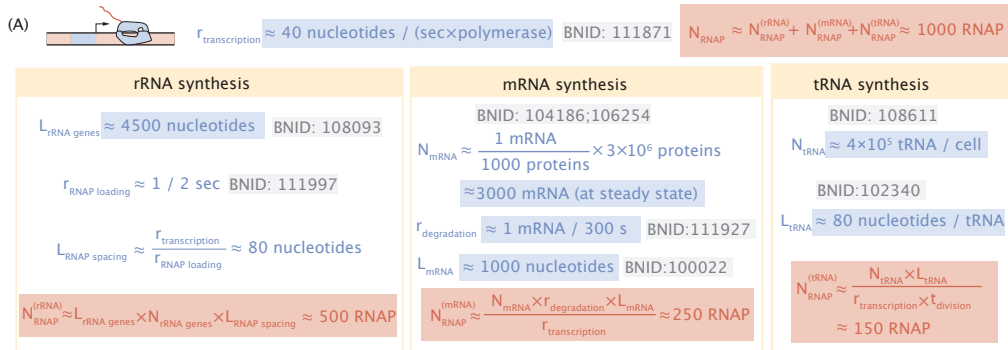 (A)
r_transcription ≈ 40 nucleotides / (sec×polymerase) BNID: 111871
N_RNAP ≈ N_RNAP^(rRNA) + N_RNAP^(mRNA) + N_RNAP^(tRNA) ≈ 1000 RNAP
rRNA synthesis
L_rRNA genes ≈ 4500 nucleotides BNID: 108093
r_RNAP loading ≈ 1 / 2 sec BNID: 111997
L_RNAP spacing ≈ r_transcription / r_RNAP loading ≈ 80 nucleotides
N_RNAP^(rRNA) ≈ L_rRNA genes × N_rRNA genes × L_RNAP spacing ≈ 500 RNAP
mRNA synthesis
BNID: 104186;106254
N_mRNA ≈ 1 mRNA / 1000 proteins × 3×10⁶ proteins
≈3000 mRNA (at steady state)
r_degradation ≈ 1 mRNA / 300 s BNID: 111927
L_mRNA ≈ 1000 nucleotides BNID:100022
N_RNAP^(mRNA) ≈ N_mRNA × r_degradation × L_mRNA / r_transcription ≈ 250 RNAP
tRNA synthesis
BNID: 108611
N_tRNA ≈ 4×10⁵ tRNA / cell
BNID:102340
L_tRNA ≈ 80 nucleotides / tRNA
N_RNAP^(tRNA) ≈ N_tRNA × L_tRNA / r_transcription × t_division
≈ 150 RNAP